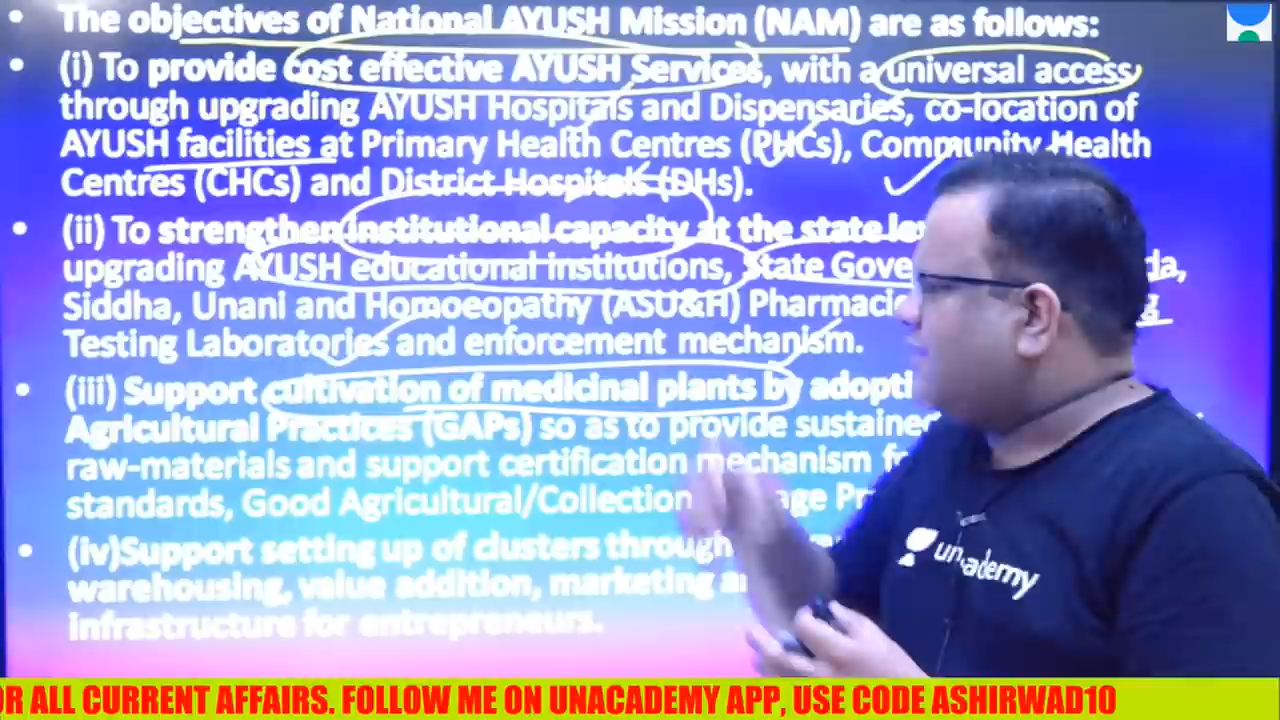 The objectives of National AYUSH Mission (NAM) are as follows:
(i) To provide cost effective AYUSH Services, with a universal access
through upgrading AYUSH Hospitals and Dispensaries, co-location of
AYUSH facilities at Primary Health Centres (PHCs), Community Health
Centres (CHCs) and District Hospitals (DHs).
(ii) To strengthen institutional capacity at the state
upgrading AYUSH educational institutions, State
Siddha, Unani and Homoeopathy (ASU&H)
Testing Laboratories and enforcement mechanism.
(iii) Support cultivation of medicinal plants by
Agricultural Practices (GAPs) so as to provide
raw-materials and support certification mechanism
standards, Good Agricultural/Collection
(iv)Support setting up of clusters through
warehousing, value addition, marketing
infrastructure for entrepreneurs.
unacademy
OR ALL CURRENT AFFAIRS. FOLLOW ME ON UNACADEMY APP, USE CODE ASHIRWAD10